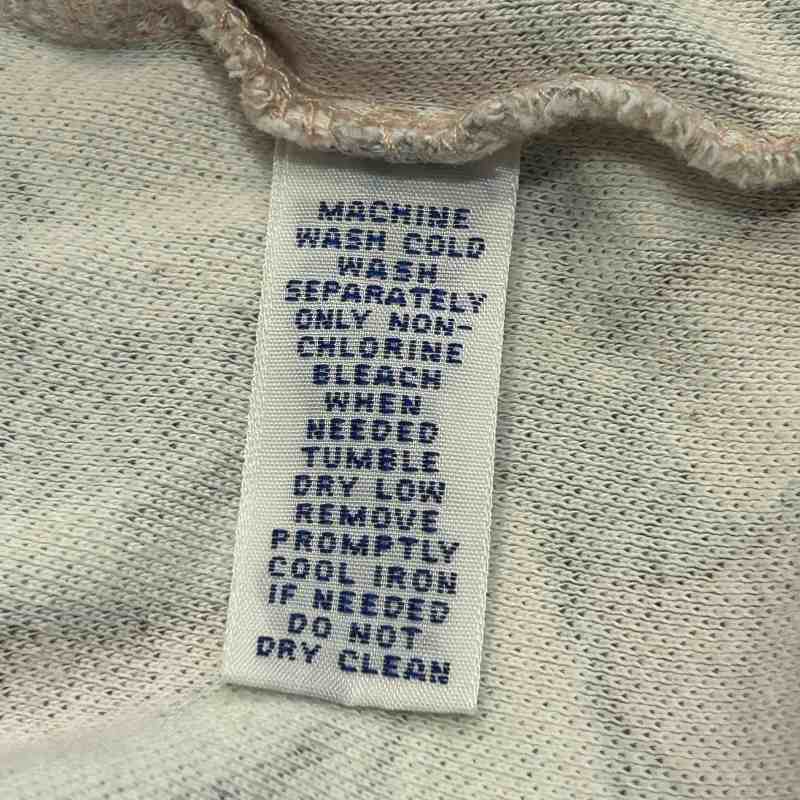 MACHINE
WASH COLD
WASH
SEPARATELY
ONLY NON-
CHLORINE
BLEACH
WHEN
NEEDED
TUMBLE
DRY LOW
REMOVE
PROMPTLY
COOL IRON
IF NEEDED
DO NOT
DRY CLEAN